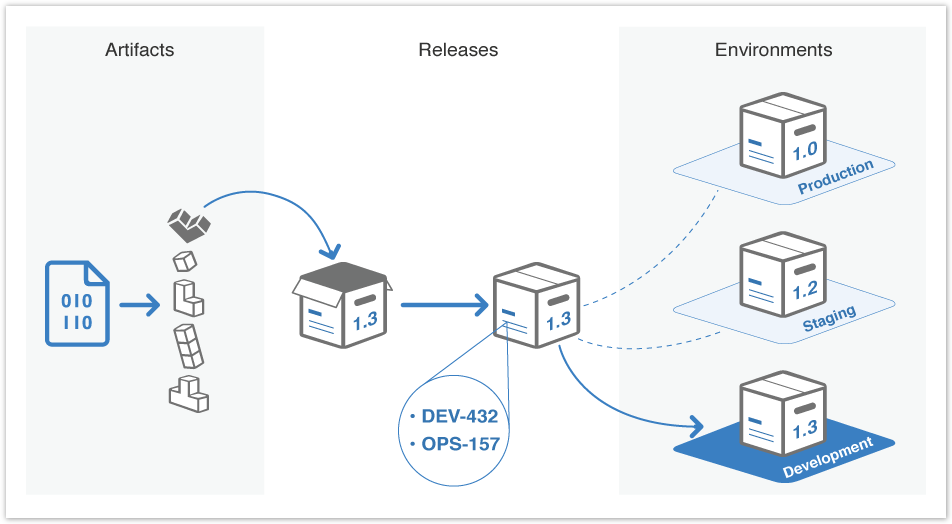 Artifacts
Releases
Environments
010
110
1.3
1.3
• DEV-432
• OPS-157
1.0
Production
1.2
Staging
1.3
Development